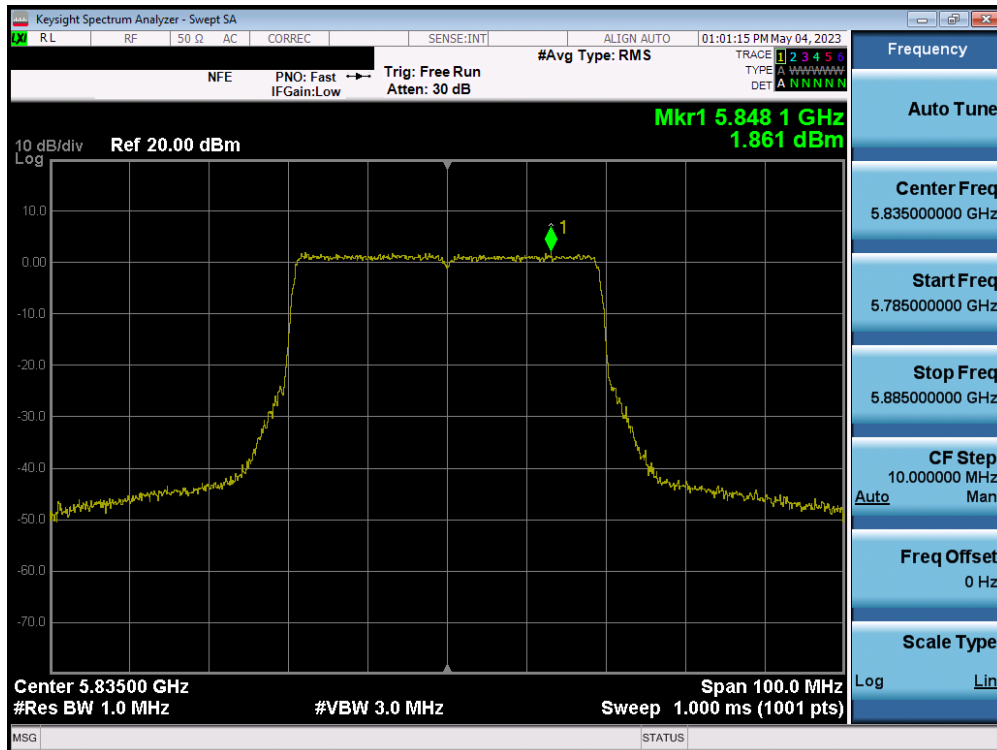 Keysight Spectrum Analyzer - Swept SA
LXI RL RF 50 Ω AC CORREC SENSE:INT ALIGN AUTO 01:01:15 PM May 04, 2023
#Avg Type: RMS
TRACE 1 2 3 4 5 6
NFE PNO: Fast Trig: Free Run TYPE A WWWWW
IFGain:Low Atten: 30 dB DET A N N N N N
Mkr1 5.848 1 GHz
1.861 dBm
10 dB/div Ref 20.00 dBm
Log
1
10.0
0.00
-10.0
-20.0
-30.0
-40.0
-50.0
-60.0
-70.0
Center 5.83500 GHz Span 100.0 MHz
#Res BW 1.0 MHz #VBW 3.0 MHz Sweep 1.000 ms (1001 pts)
MSG STATUS
Frequency
Auto Tune
Center Freq
5.835000000 GHz
Start Freq
5.785000000 GHz
Stop Freq
5.885000000 GHz
CF Step
10.000000 MHz
Auto Man
Freq Offset
0 Hz
Scale Type
Log Lin